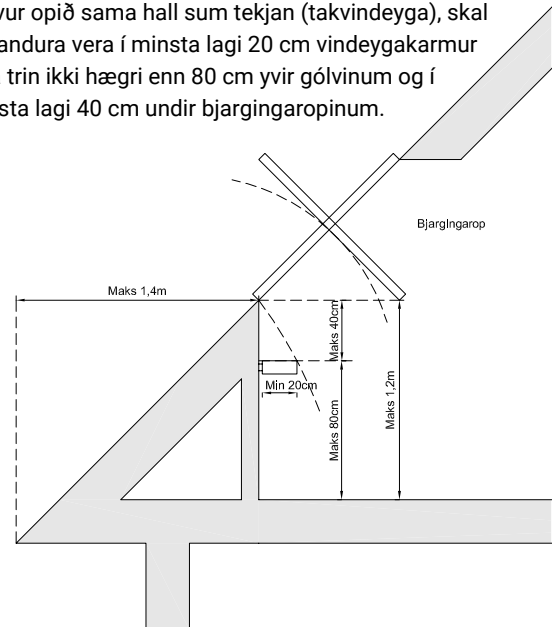 vur opið sama hall sum tekjan (takvindeyga), skal
andura vera í minsta lagi 20 cm vindeygakarmur
trin ikki hægri enn 80 cm yvir gólvinum og í
sta lagi 40 cm undir bjargingaropinum.
Bjargingarop
Maks 1,4m
Maks 40cm
Min 20cm
Maks 80cm
Maks 1,2m